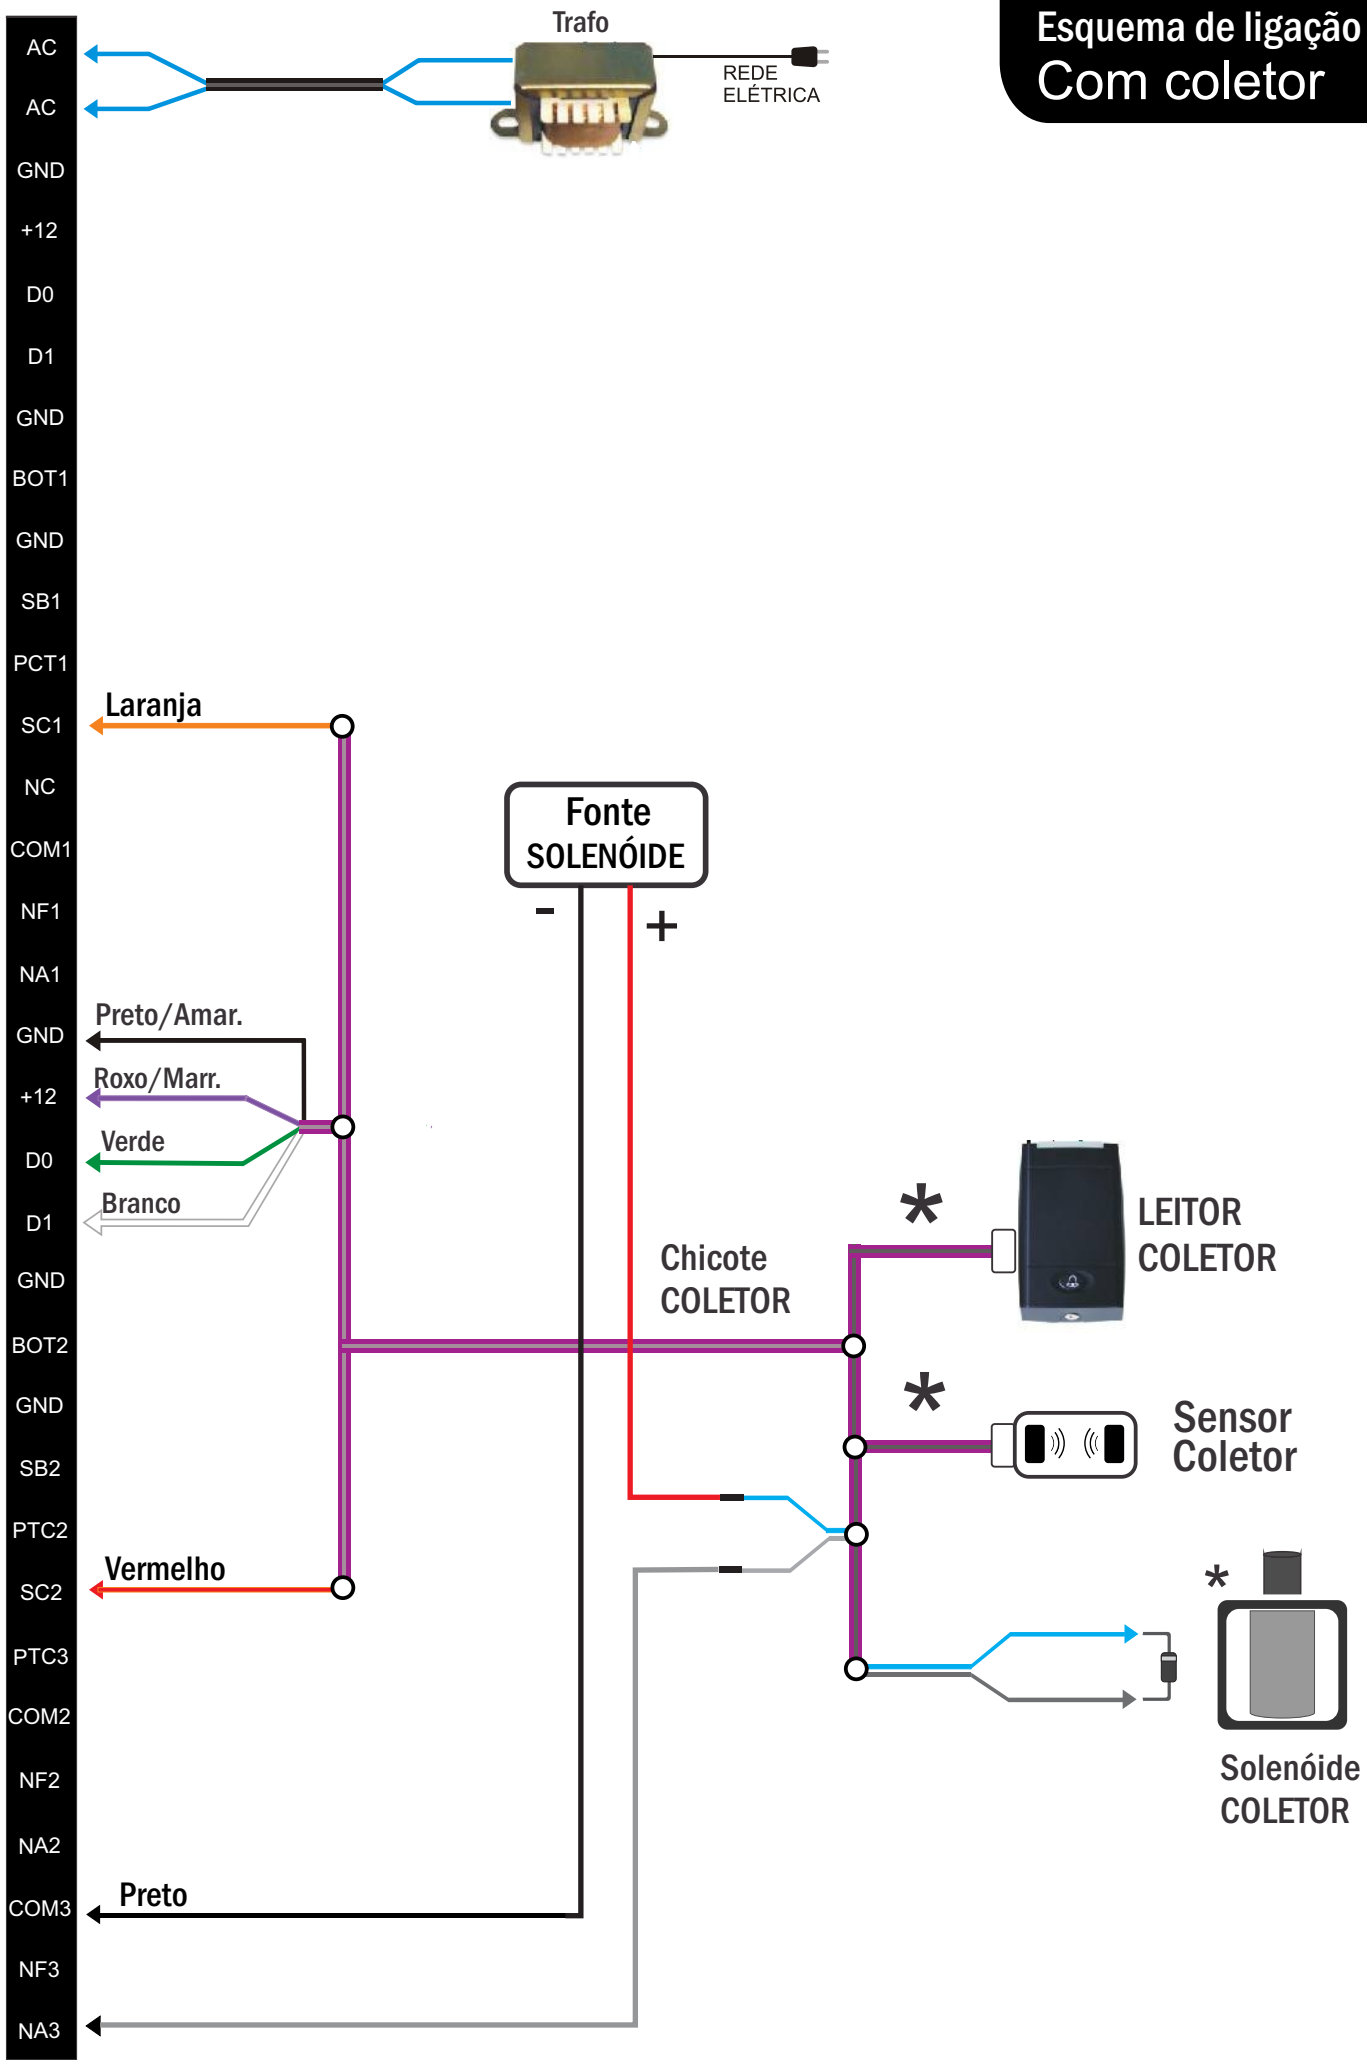 Esquema de ligação
Com coletor
Trafo
REDE
ELÉTRICA
AC
AC
GND
+12
D0
D1
GND
BOT1
GND
SB1
PCT1
SC1
NC
COM1
NF1
NA1
GND
+12
D0
D1
GND
BOT2
GND
SB2
PTC2
SC2
PTC3
COM2
NF2
NA2
COM3
NF3
NA3
Laranja
Fonte
SOLENÓIDE
-
+
Preto/Amar.
Roxo/Marr.
Verde
Branco
Chicote
COLETOR
*
LEITOR
COLETOR
*
Sensor
Coletor
Vermelho
*
Solenóide
COLETOR
Preto